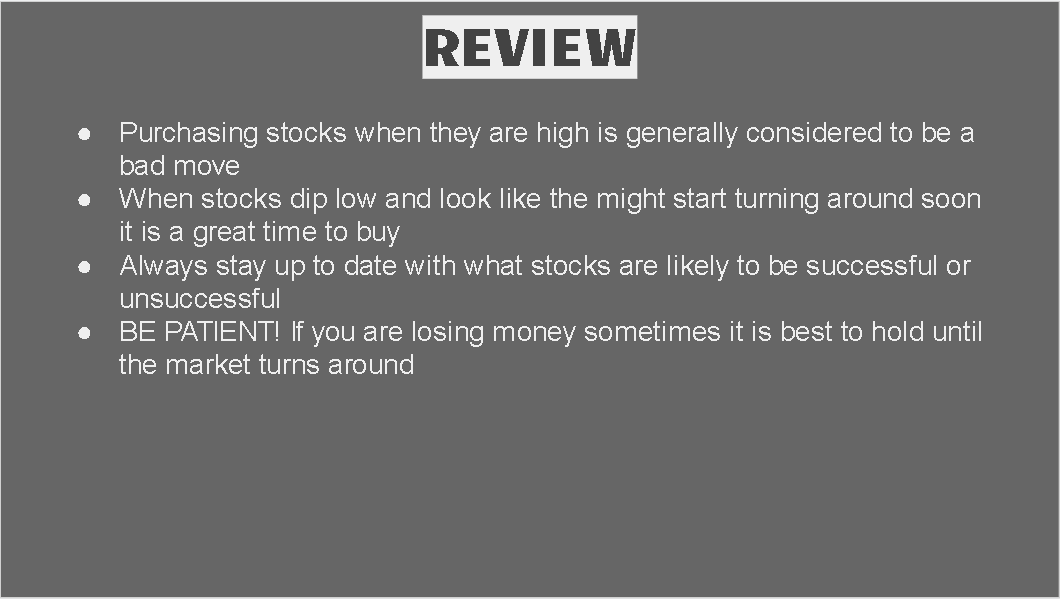 REVIEW
● Purchasing stocks when they are high is generally considered to be a
bad move
● When stocks dip low and look like the might start turning around soon
it is a great time to buy
● Always stay up to date with what stocks are likely to be successful or
unsuccessful
● BE PATIENT! If you are losing money sometimes it is best to hold until
the market turns around